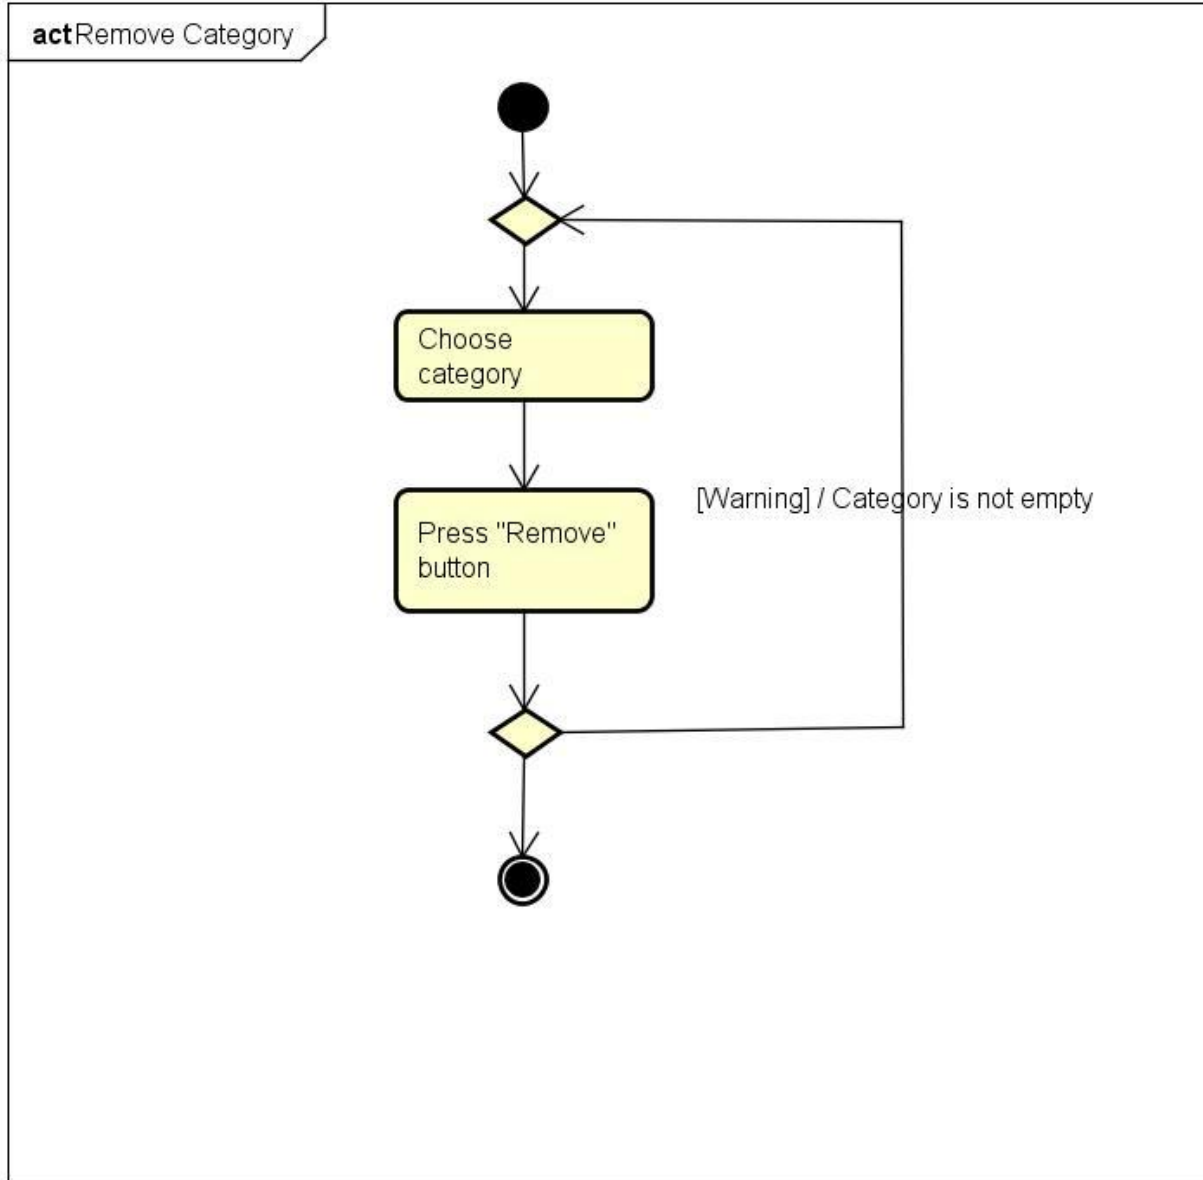 act Remove Category
Choose
category
[Warning] / Category is not empty
Press "Remove"
button